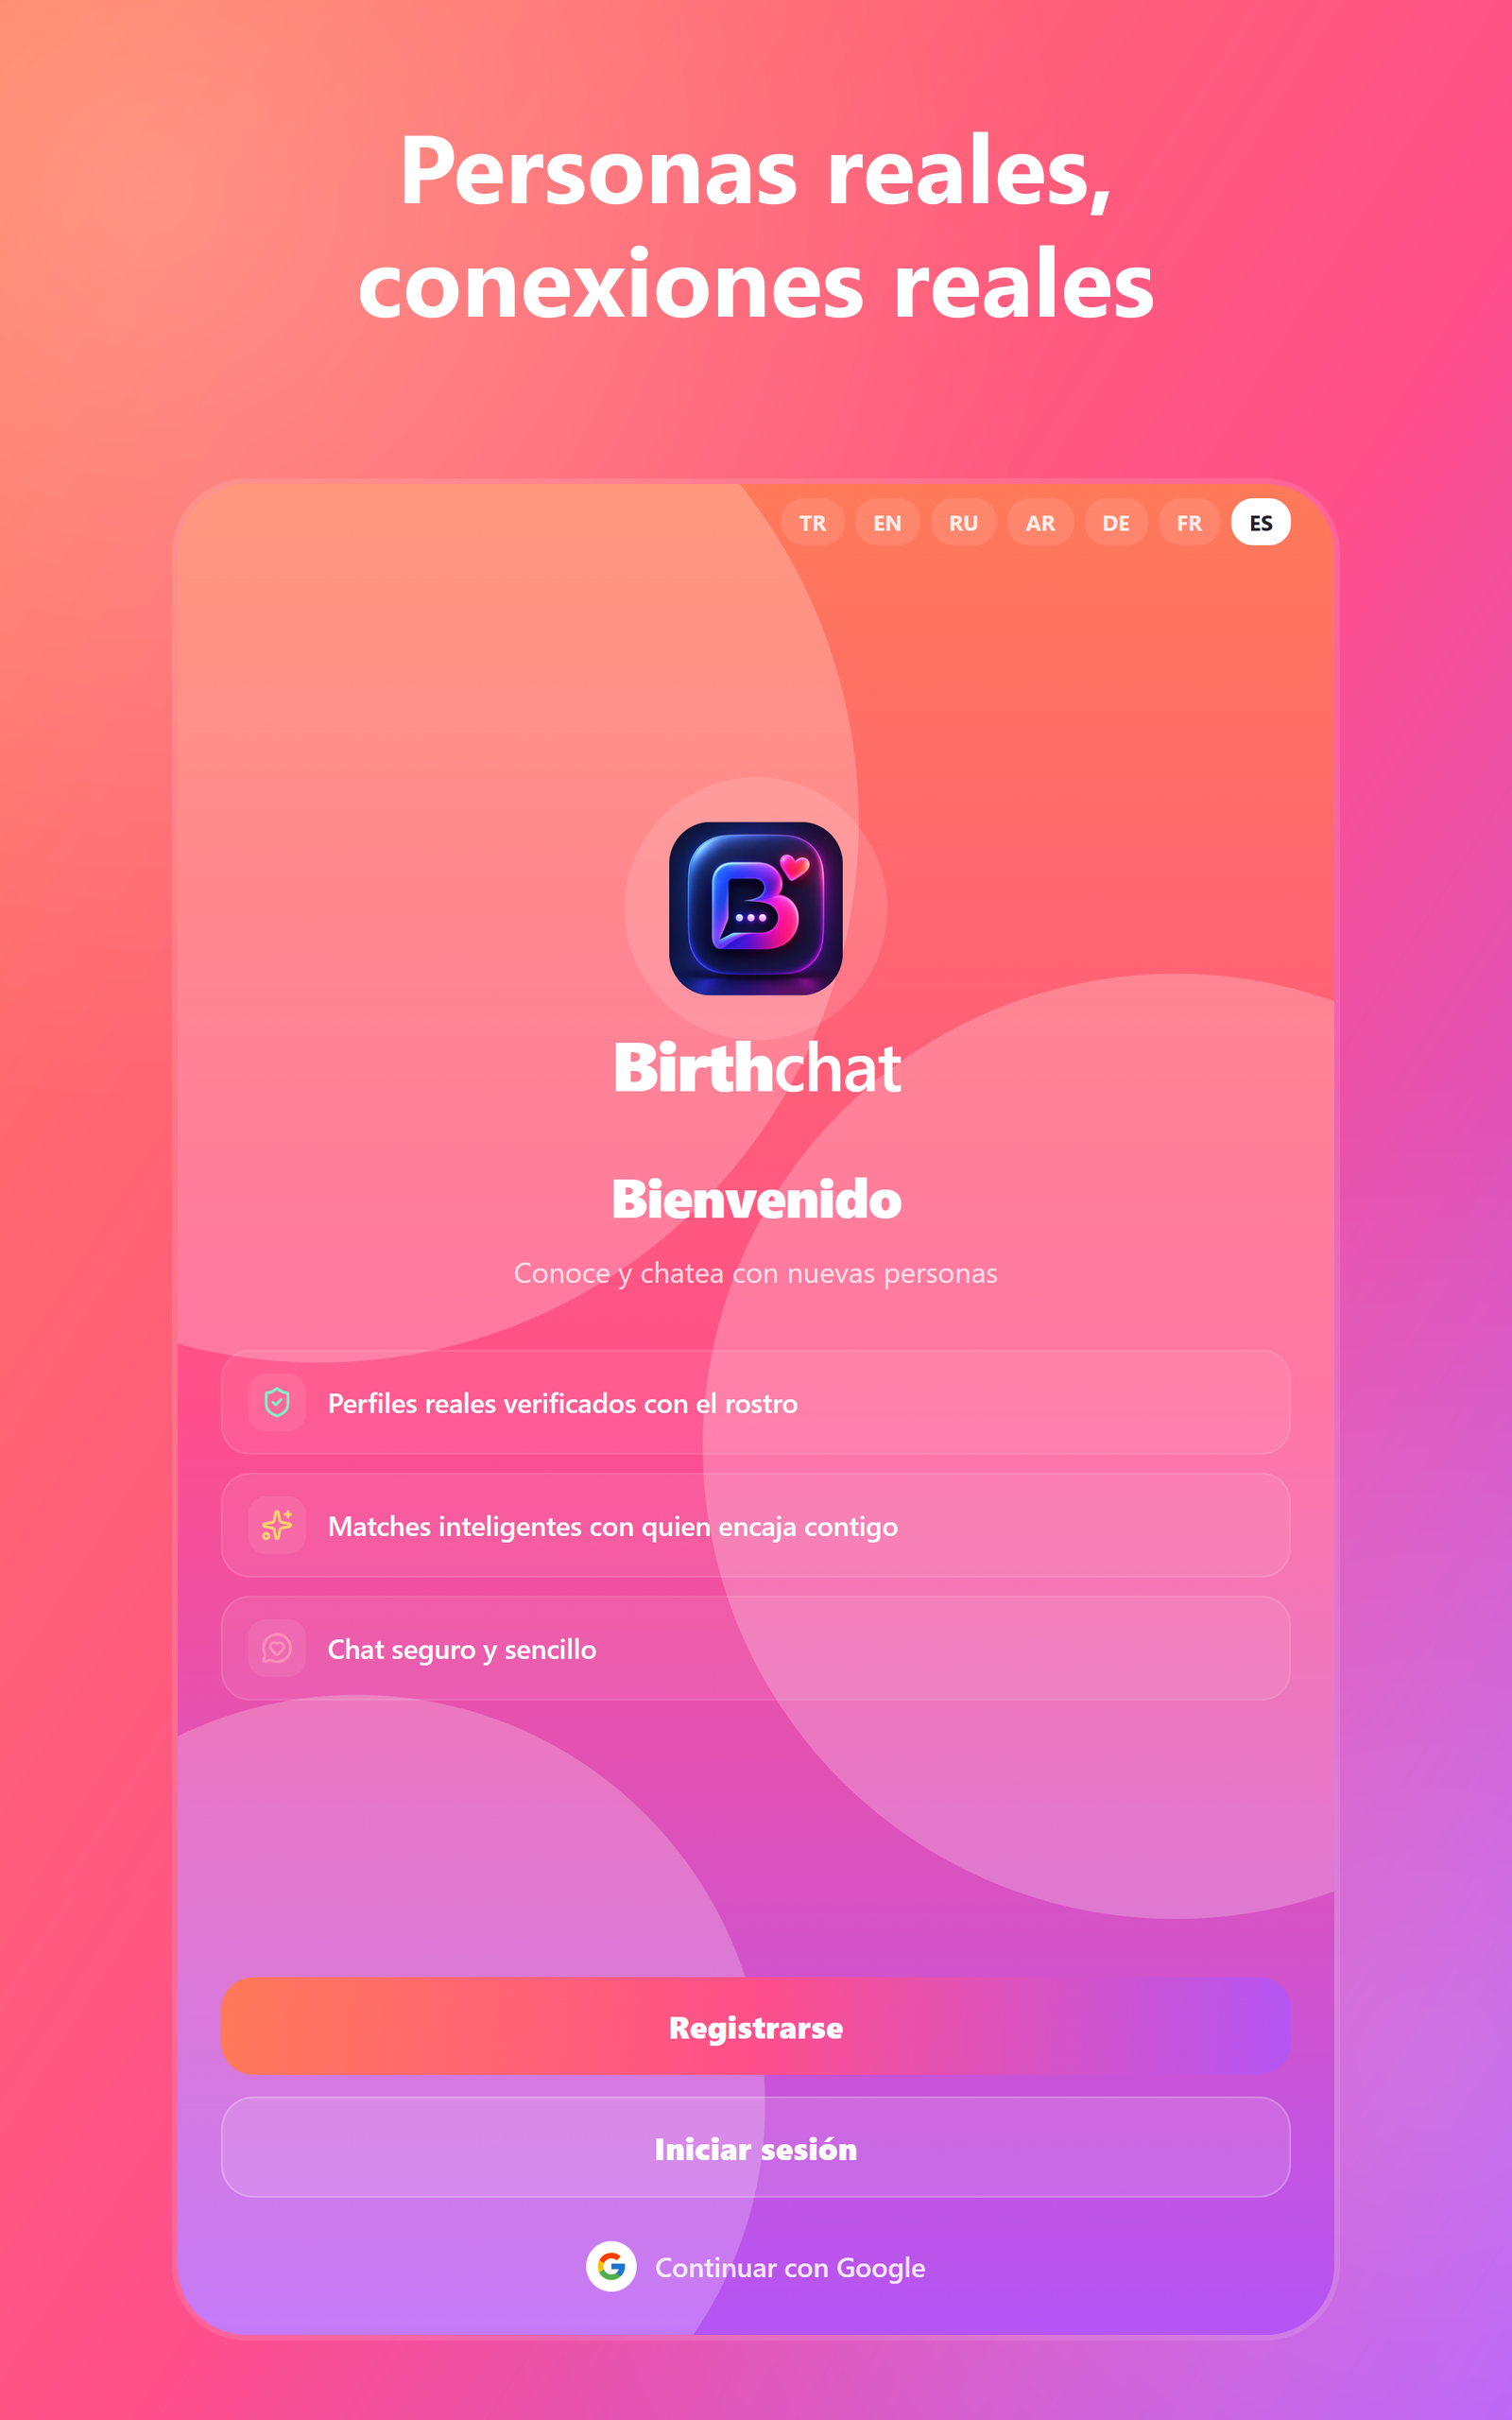 Personas reales,
conexiones reales
TR EN RU AR DE FR ES
Birthchat
Bienvenido
Conoce y chatea con nuevas personas
Perfiles reales verificados con el rostro
Matches inteligentes con quien encaja contigo
Chat seguro y sencillo
Registrarse
Iniciar sesión
Continuar con Google